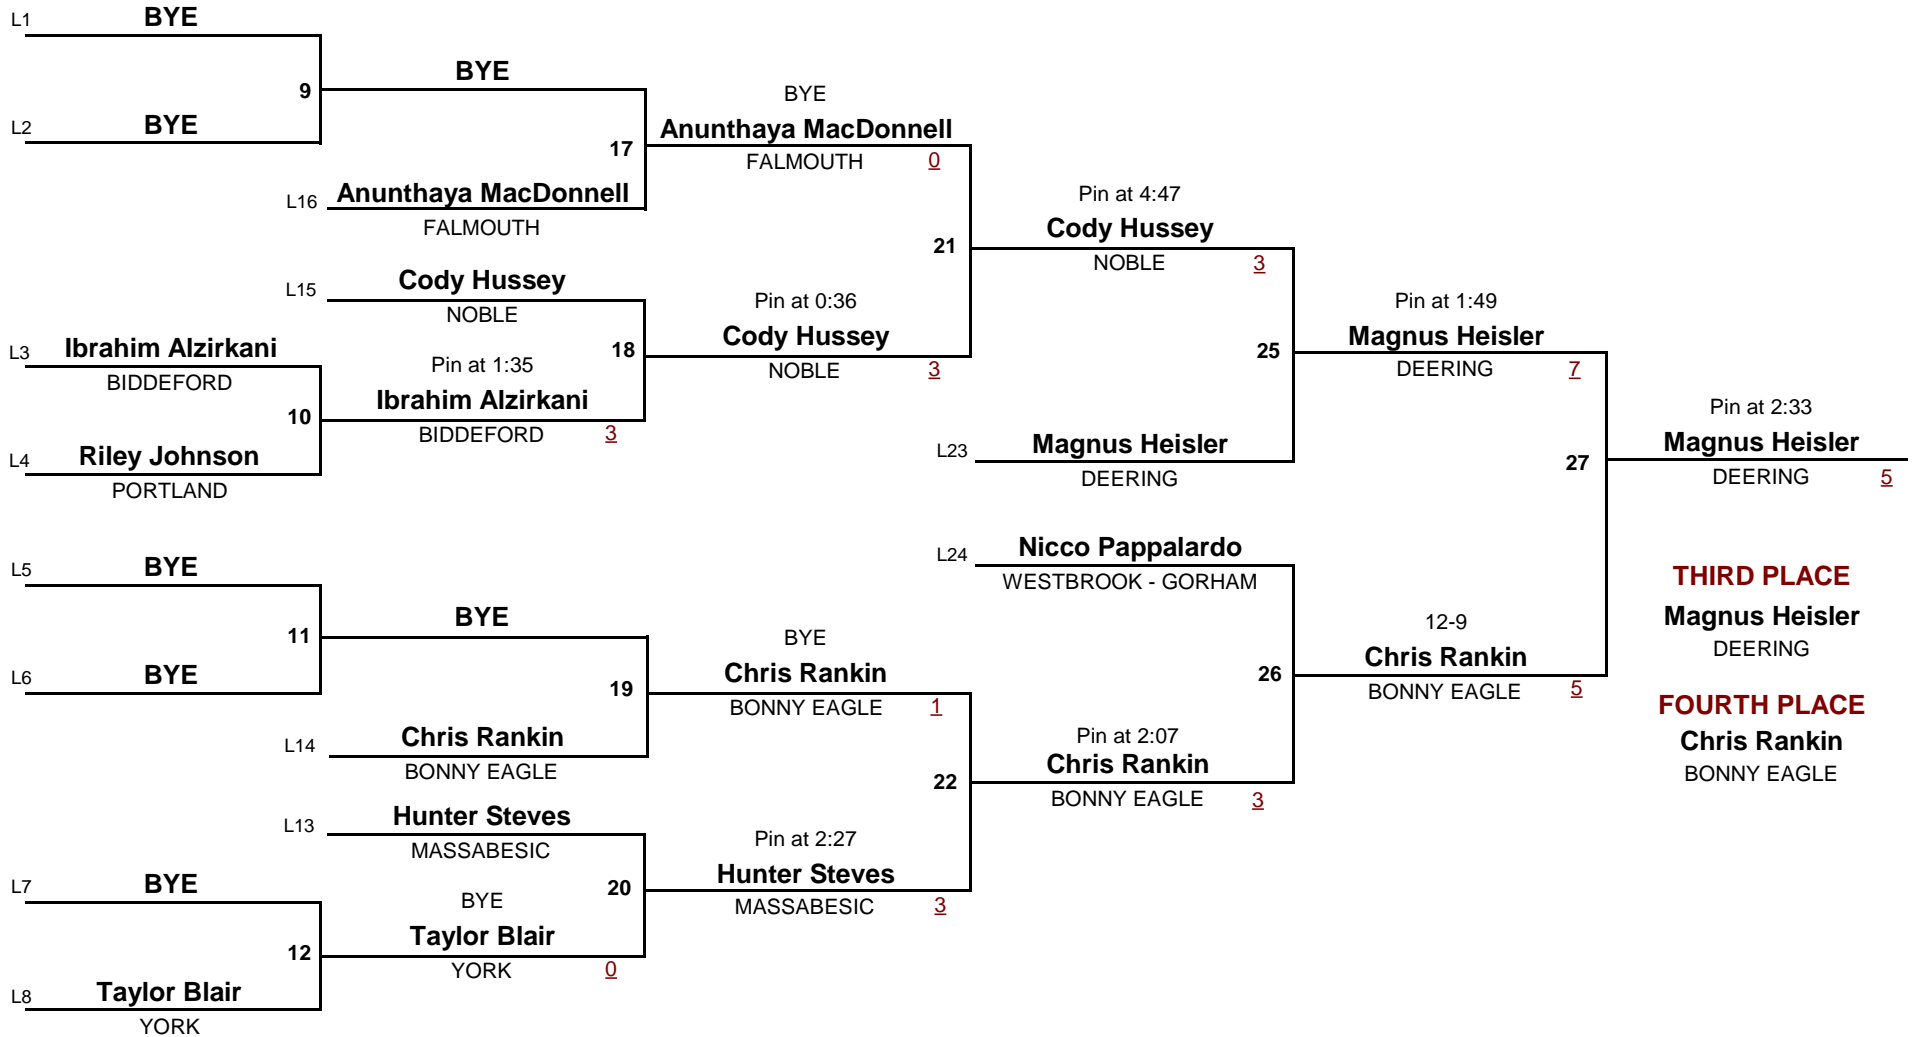 L1 BYE
9
L2 BYE
BYE
17
L16 Anunthaya MacDonnell
FALMOUTH
BYE
Anunthaya MacDonnell
FALMOUTH 0
21
L15 Cody Hussey
NOBLE
18
L3 Ibrahim Alzirkani
BIDDEFORD
10
L4 Riley Johnson
PORTLAND
Pin at 1:35
Ibrahim Alzirkani
BIDDEFORD 3
Pin at 0:36
Cody Hussey
NOBLE 3
Pin at 4:47
Cody Hussey
NOBLE 3
25
L23 Magnus Heisler
DEERING
Pin at 1:49
Magnus Heisler
DEERING 7
27
Pin at 2:33
Magnus Heisler
DEERING 5
L5 BYE
11
L6 BYE
BYE
19
L14 Chris Rankin
BONNY EAGLE
BYE
Chris Rankin
BONNY EAGLE 1
22
L13 Hunter Steves
MASSABESIC
20
L7 BYE
12
L8 Taylor Blair
YORK
BYE
Taylor Blair
YORK 0
Pin at 2:27
Hunter Steves
MASSABESIC 3
L24 Nicco Pappalardo
WESTBROOK - GORHAM
26
Pin at 2:07
Chris Rankin
BONNY EAGLE 3
12-9
Chris Rankin
BONNY EAGLE 5
THIRD PLACE
Magnus Heisler
DEERING
FOURTH PLACE
Chris Rankin
BONNY EAGLE